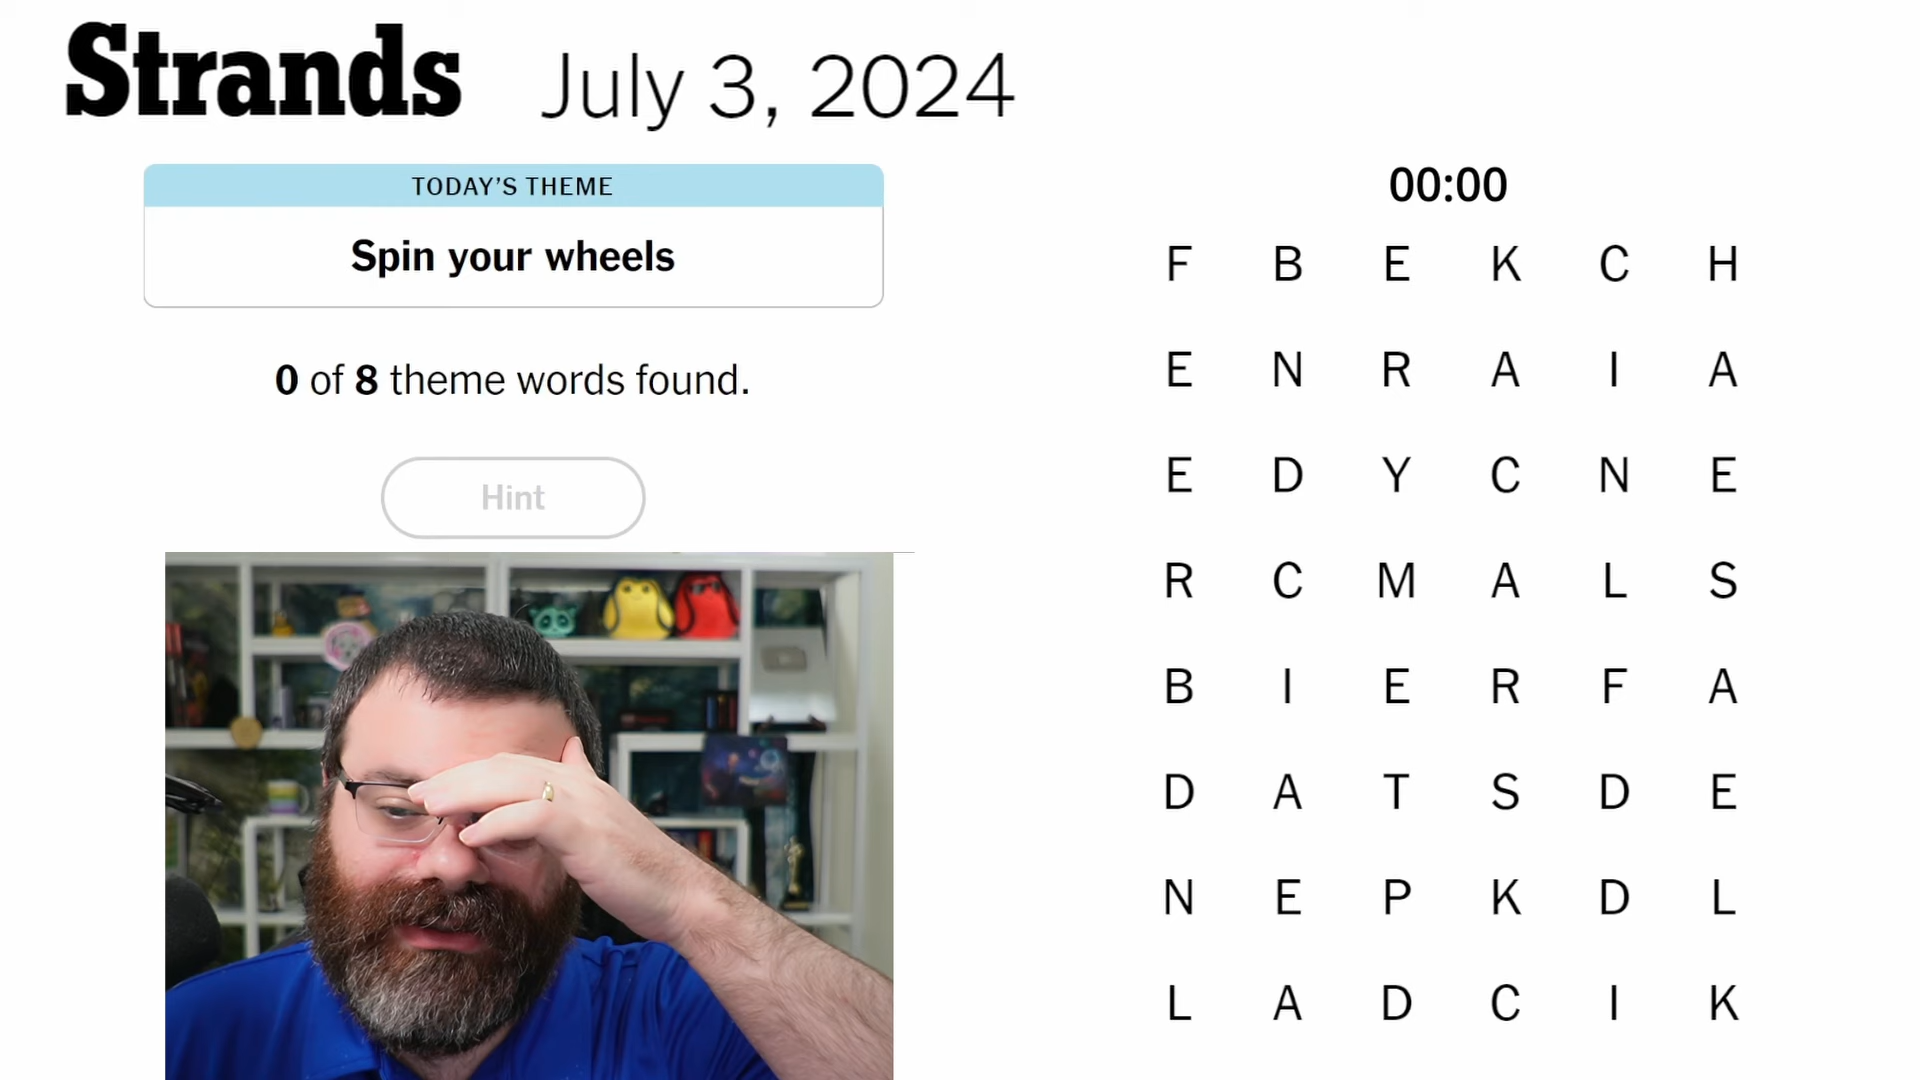 Strands July 3, 2024
TODAY'S THEME
Spin your wheels
0 of 8 theme words found.
Hint
00:00
F B E K C H
E N R A I A
E D Y C N E
R C M A L S
B I E R F A
D A T S D E
N E P K D L
L A D C I K